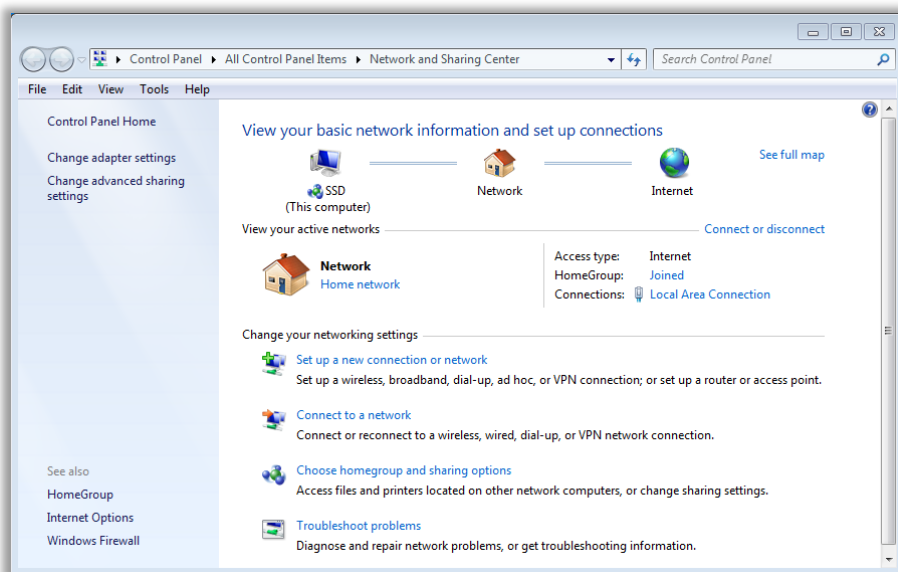 Control Panel All Control Panel Items Network and Sharing Center Search Control Panel
File Edit View Tools Help
Control Panel Home
Change adapter settings
Change advanced sharing
settings
See also
HomeGroup
Internet Options
Windows Firewall
View your basic network information and set up connections
See full map
SSD
(This computer)
Network
Internet
View your active networks
Connect or disconnect
Network
Home network
Access type: Internet
HomeGroup: Joined
Connections: Local Area Connection
Change your networking settings
Set up a new connection or network
Set up a wireless, broadband, dial-up, ad hoc, or VPN connection; or set up a router or access point.
Connect to a network
Connect or reconnect to a wireless, wired, dial-up, or VPN network connection.
Choose homegroup and sharing options
Access files and printers located on other network computers, or change sharing settings.
Troubleshoot problems
Diagnose and repair network problems, or get troubleshooting information.